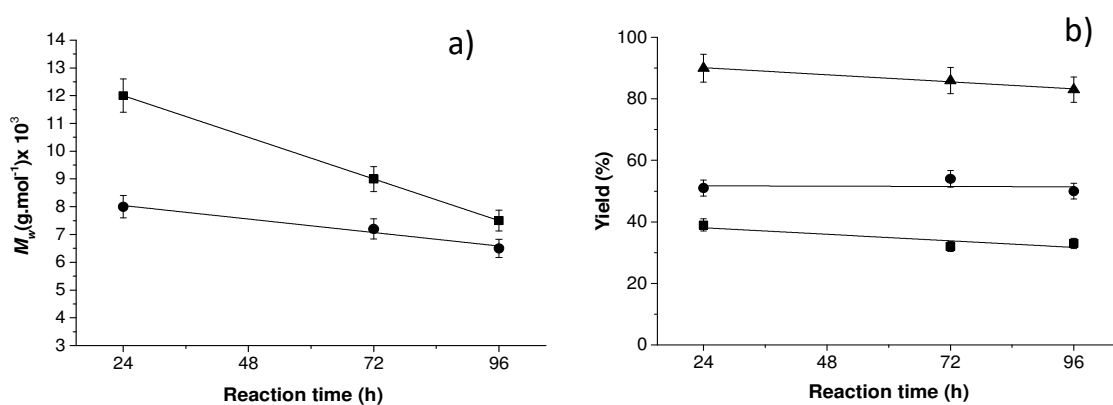 a)
14
13
12
11
10
9
8
7
6
5
4
3
24 48 72 96
Reaction time (h)
M_w(g.mol⁻¹)x 10³
b)
100
80
60
40
20
0
24 48 72 96
Reaction time (h)
Yield (%)